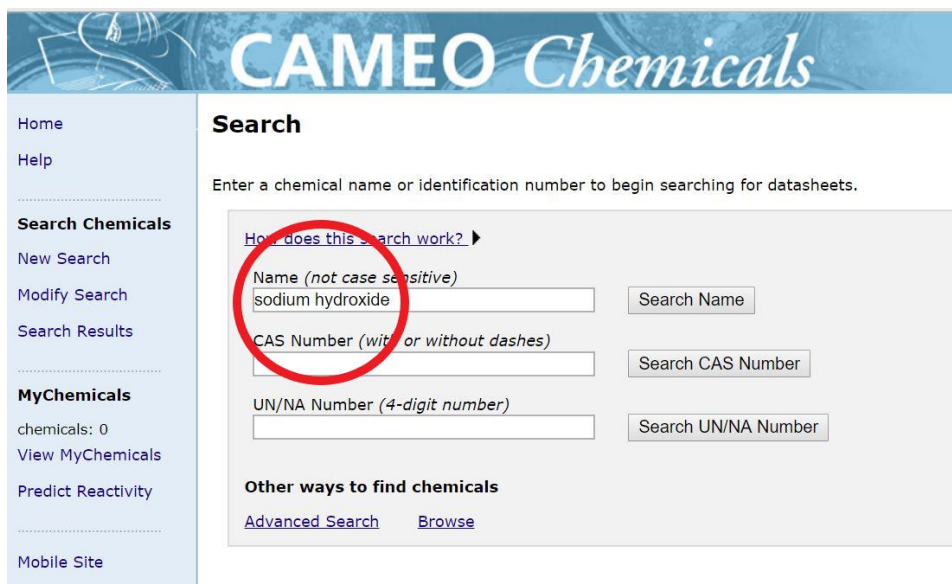 CAMEO Chemicals
Home
Help
Search Chemicals
New Search
Modify Search
Search Results
MyChemicals
chemicals: 0
View MyChemicals
Predict Reactivity
Mobile Site
Search
Enter a chemical name or identification number to begin searching for datasheets.
How does this search work?
Name (not case sensitive)
sodium hydroxide
Search Name
CAS Number (with or without dashes)
Search CAS Number
UN/NA Number (4-digit number)
Search UN/NA Number
Other ways to find chemicals
Advanced Search Browse